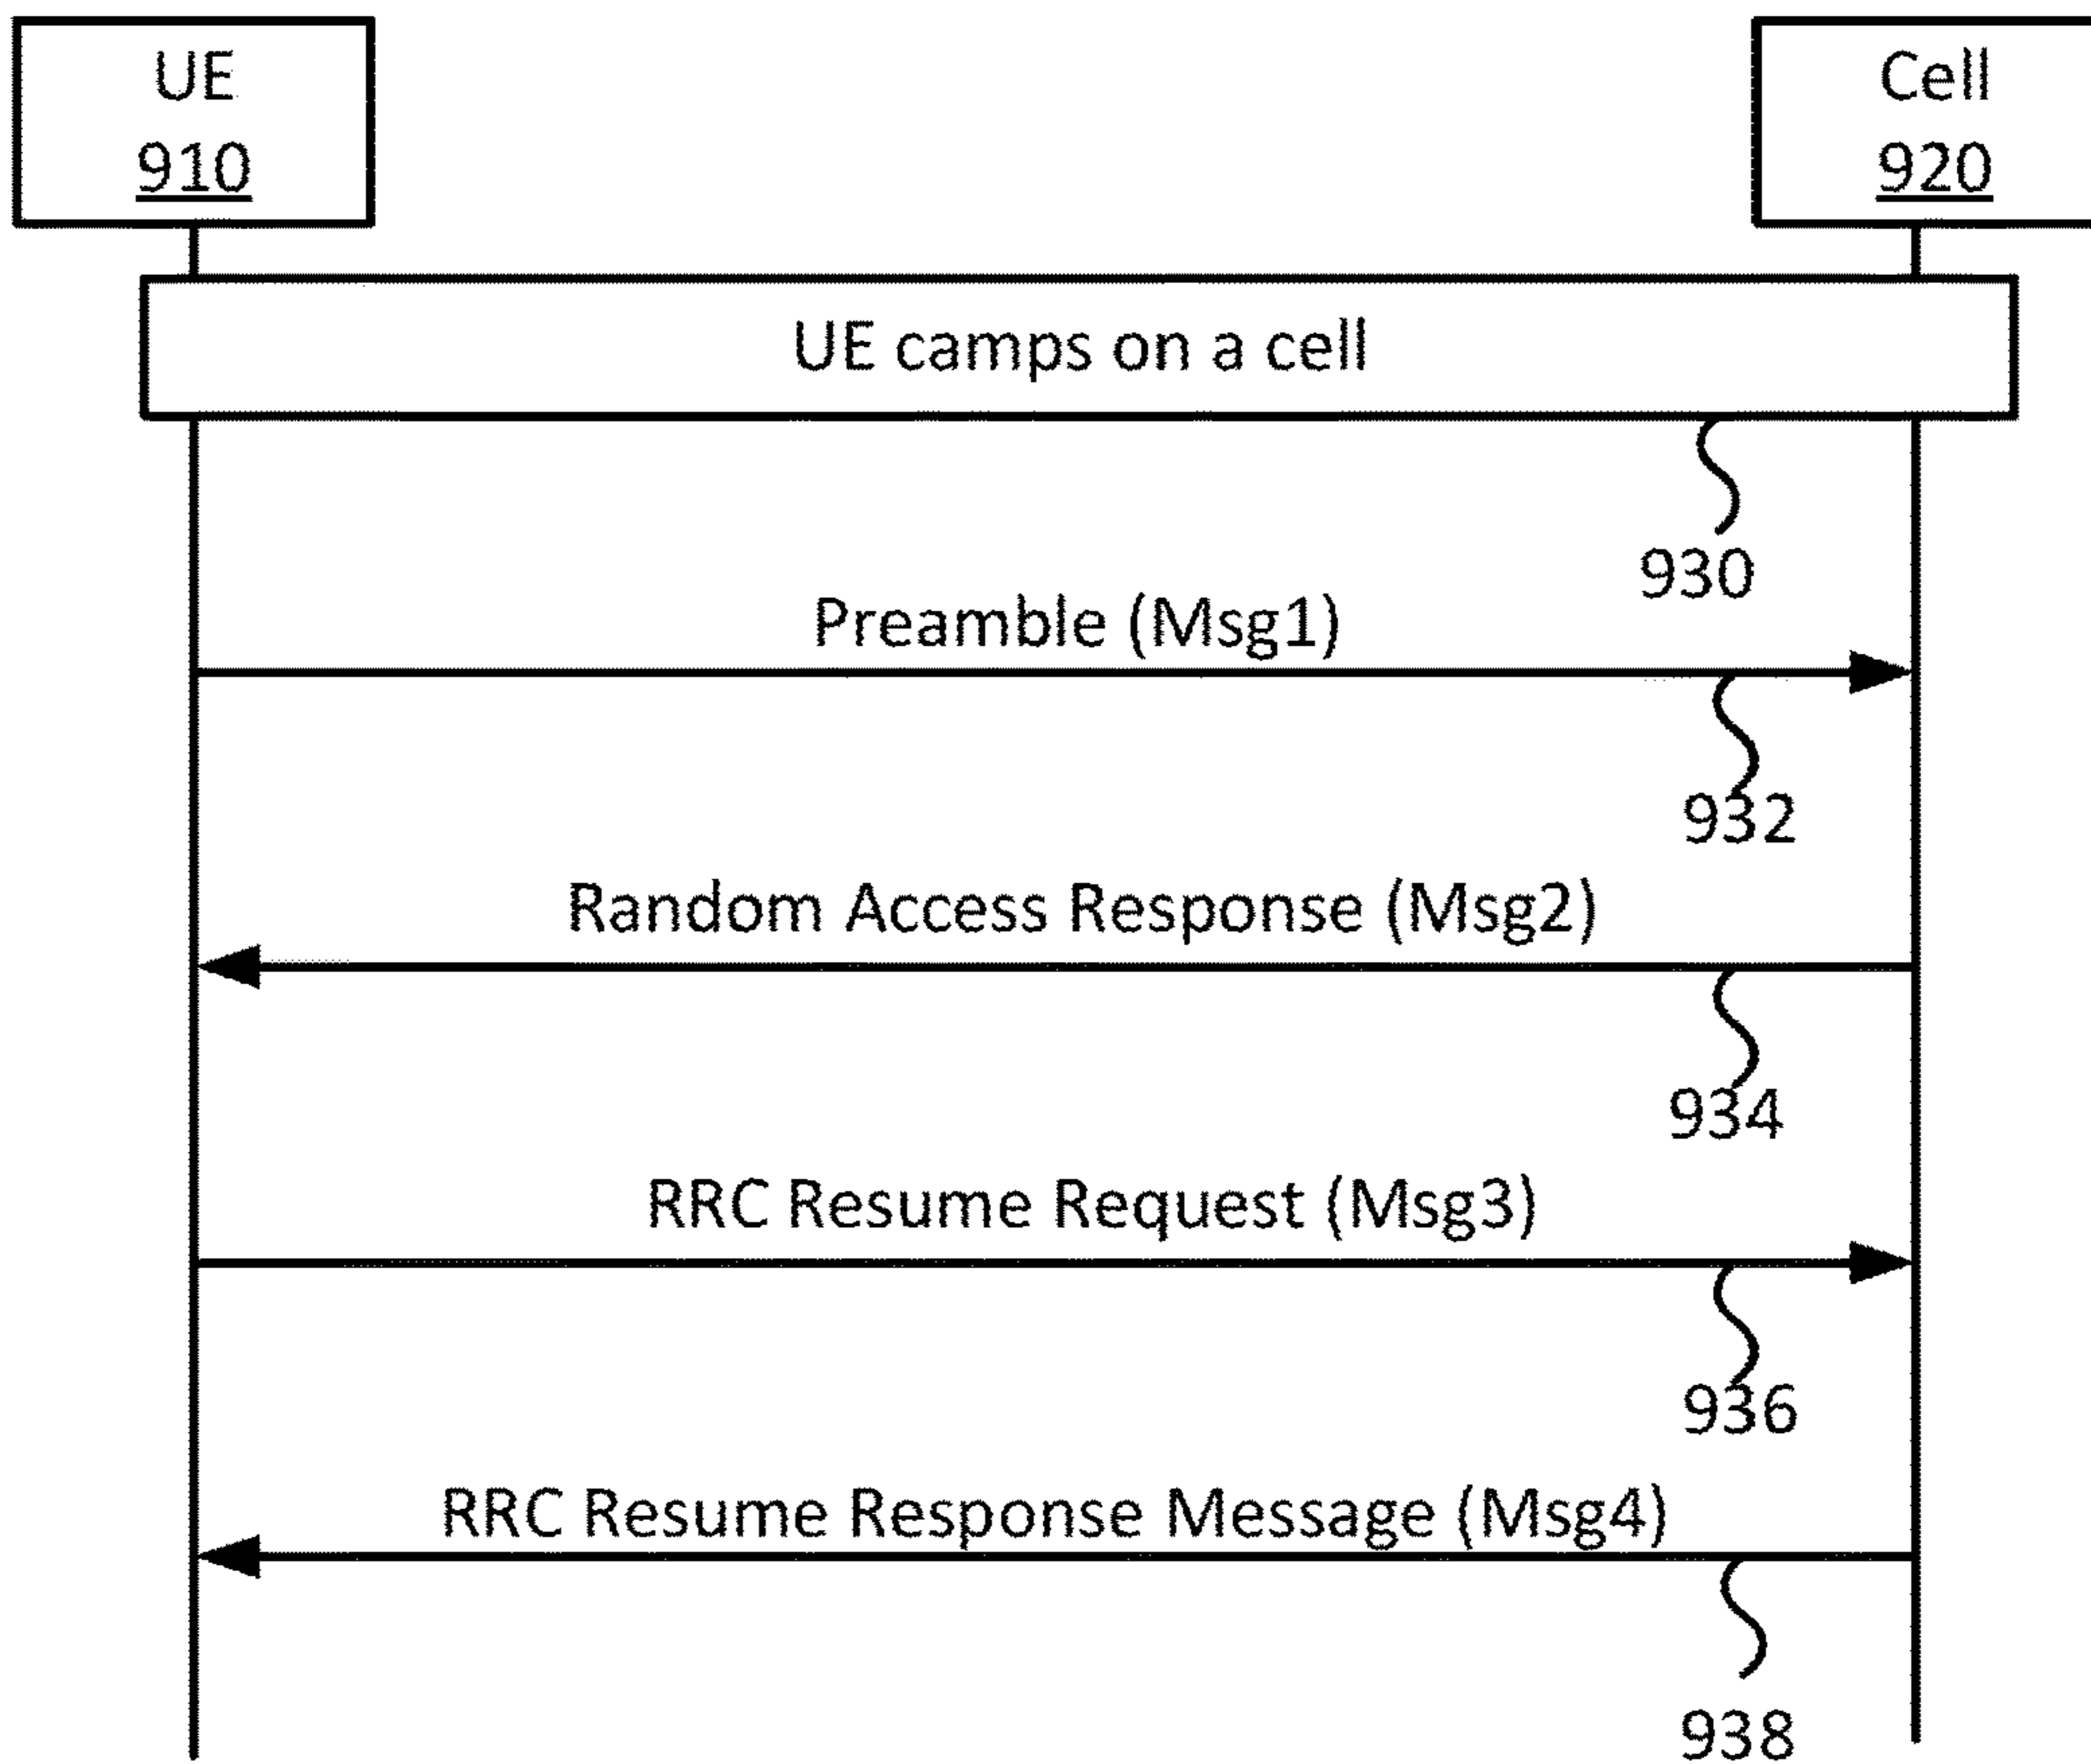 UE
910
Cell
920
UE camps on a cell
930
Preamble (Msg1)
932
Random Access Response (Msg2)
934
RRC Resume Request (Msg3)
936
RRC Resume Response Message (Msg4)
938